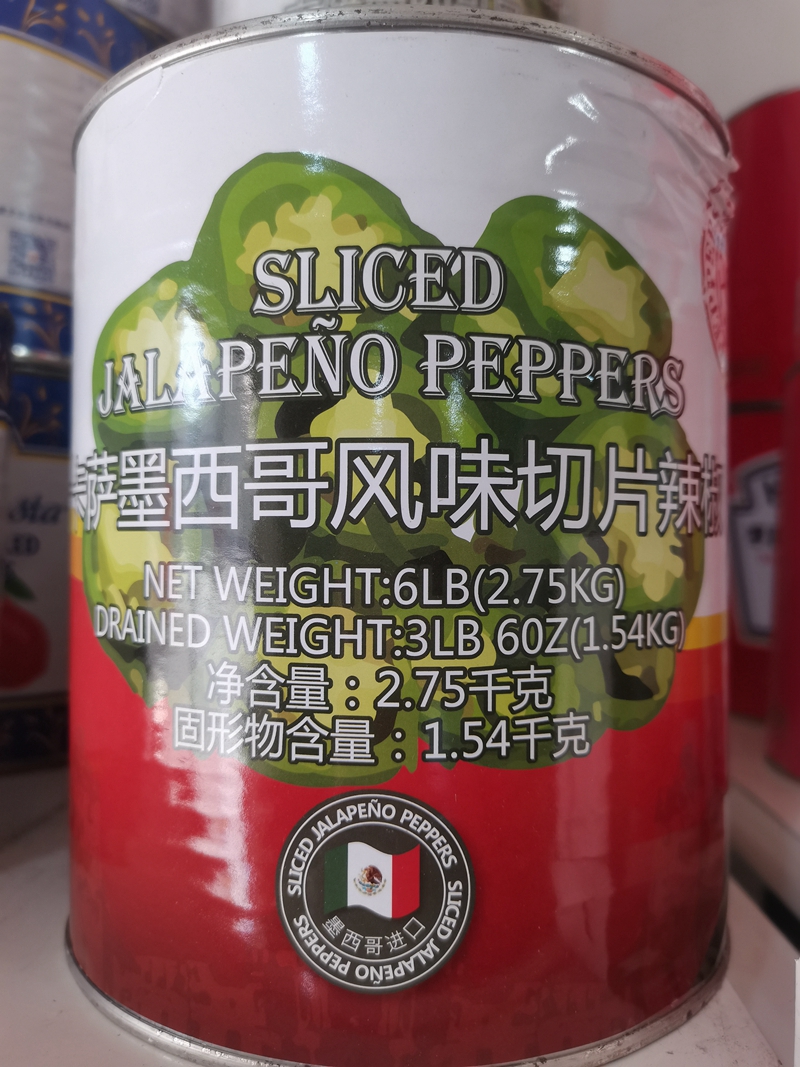 SLICED
JALAPEÑO PEPPERS
萨墨西哥风味切片辣椒
NET WEIGHT:6LB(2.75KG)
DRAINED WEIGHT:3LB 6OZ(1.54KG)
净含量：2.75千克
固形物含量：1.54千克
SLICED JALAPEÑO PEPPERS
SLICED JALAPEÑO PEPPERS
墨西哥进口